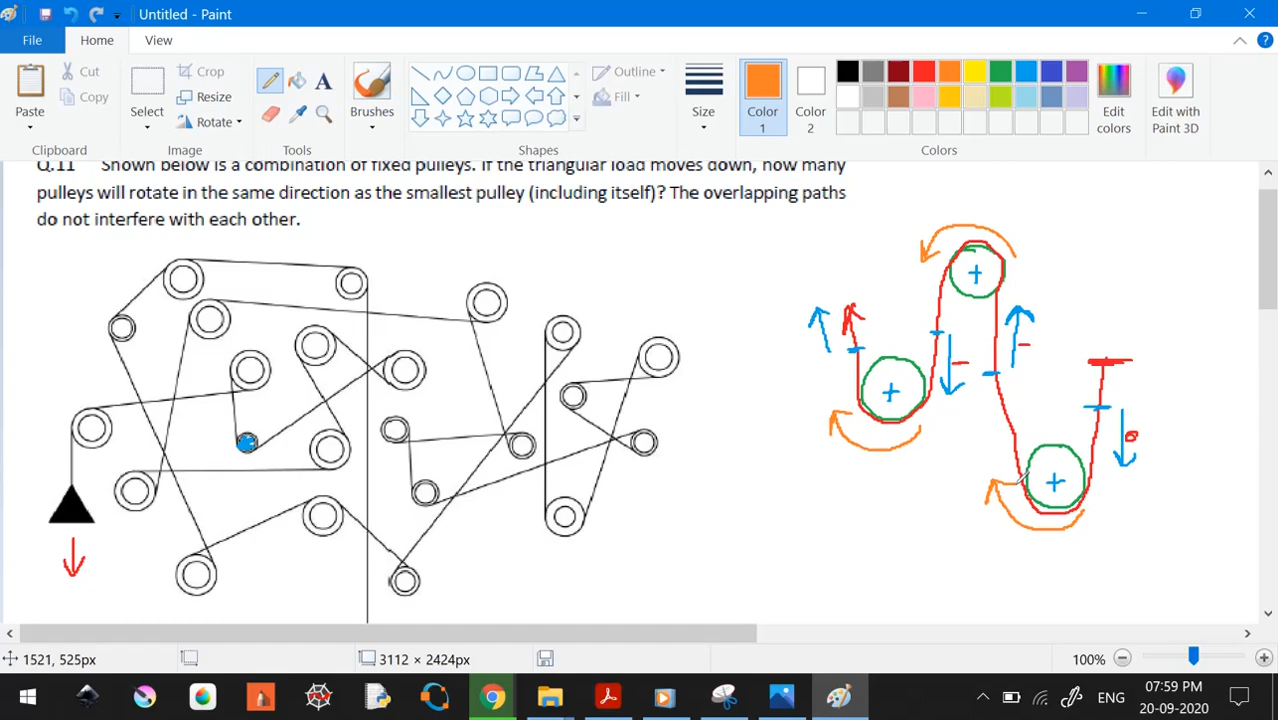 Untitled - Paint
File
Home
View
Paste
Cut
Copy
Clipboard
Select
Crop
Resize
Rotate
Image
Tools
Brushes
Outline
Fill
Shapes
Size
Color
1
Color
2
Edit
colors
Edit with
Paint 3D
Colors
Q.11 Shown below is a combination of fixed pulleys. If the triangular load moves down, how many
pulleys will rotate in the same direction as the smallest pulley (including itself)? The overlapping paths
do not interfere with each other.
1521, 525px
3112 × 2424px
100%
ENG
07:59 PM
20-09-2020